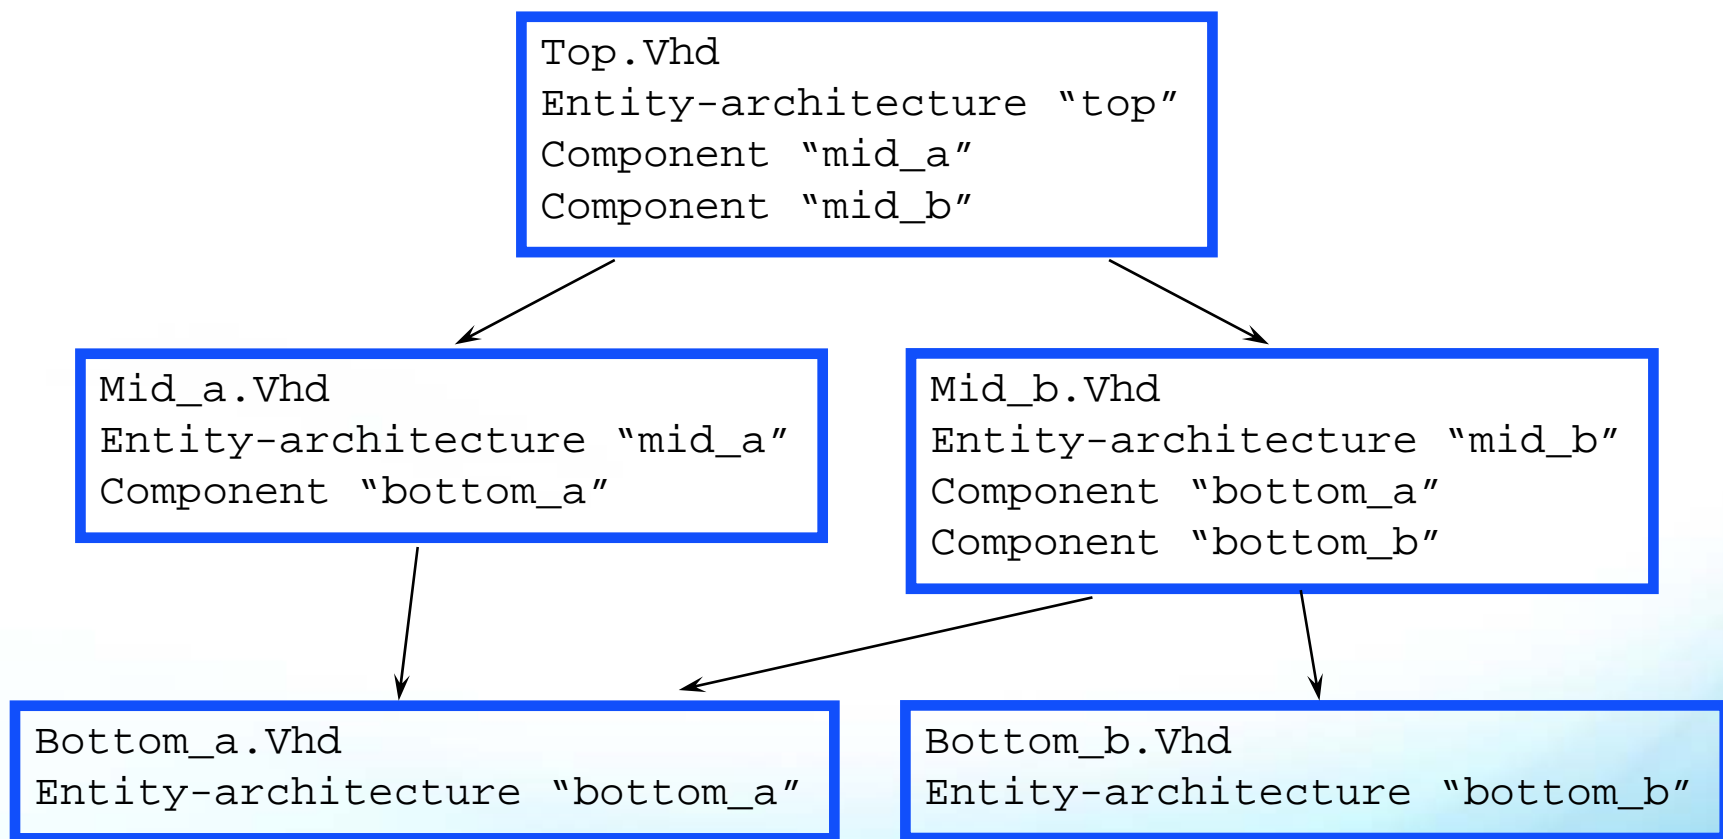 Top.Vhd
Entity-architecture “top”
Component “mid_a”
Component “mid_b”
Mid_a.Vhd
Entity-architecture “mid_a”
Component “bottom_a”
Mid_b.Vhd
Entity-architecture “mid_b”
Component “bottom_a”
Component “bottom_b”
Bottom_a.Vhd
Entity-architecture “bottom_a”
Bottom_b.Vhd
Entity-architecture “bottom_b”